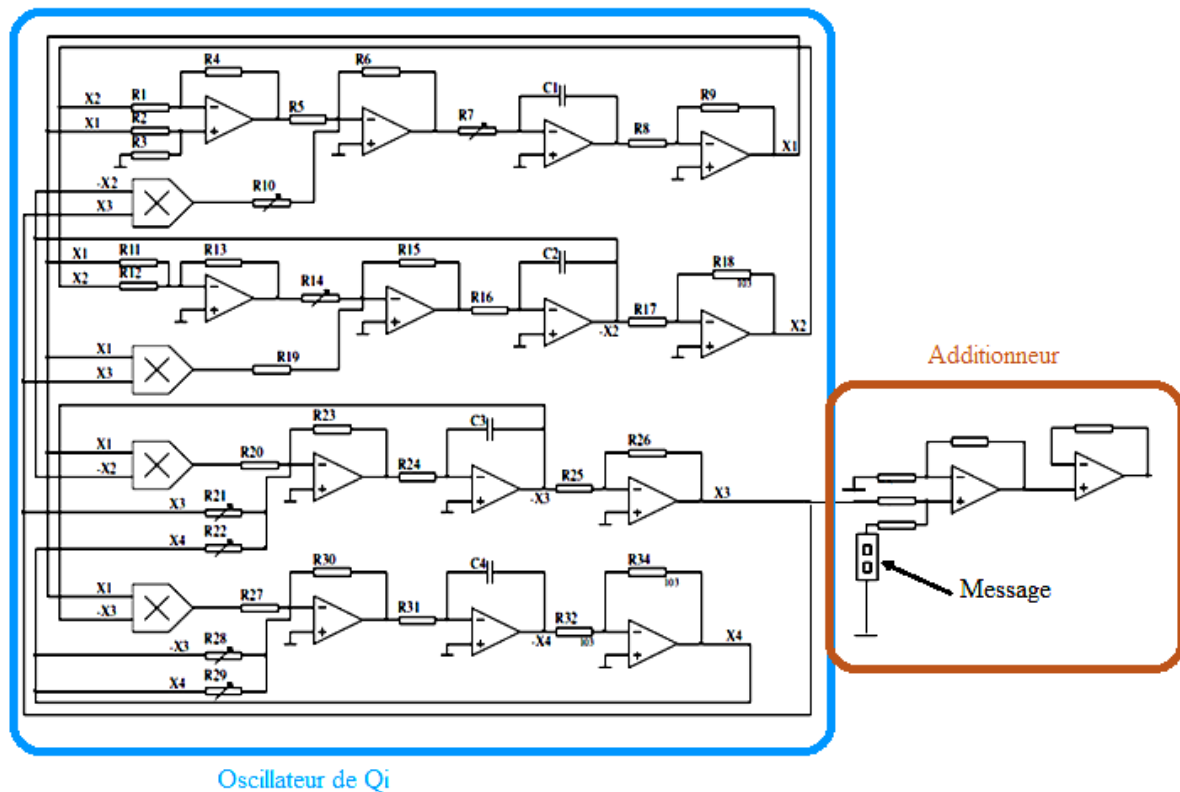 R4
R6
C1
R9
X2
R1
R5
R7
X1
R2
R8
X1
R3
-X2
R10
X3
X1
R11
R13
R15
C2
R18
103
X2
R12
R14
R16
-X2
R17
X2
X1
R19
X3
R23
C3
R26
X1
R20
R24
R25
-X2
-X3
X3
X3
R21
X4
R22
R30
C4
R34
103
X1
R27
R31
R32
103
-X3
-X4
X4
-X3
R28
X4
R29
Additionneur
Message
Oscillateur de Qi